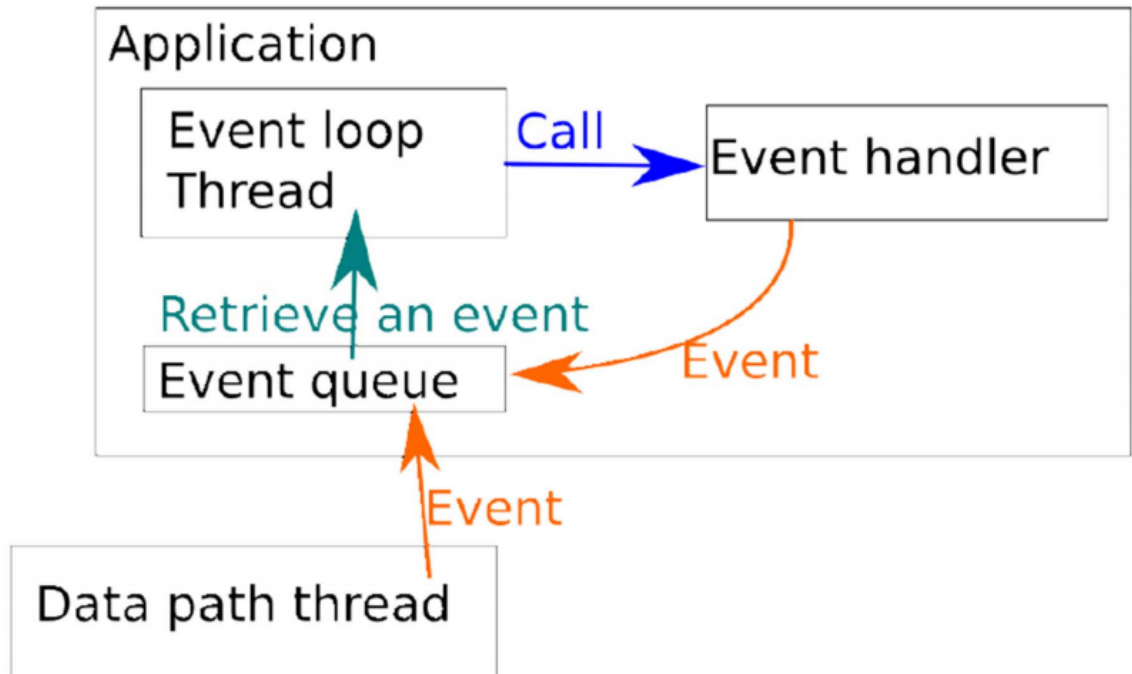 Application
Event loop
Thread
Call
Event handler
Retrieve an event
Event
Event queue
Event
Data path thread